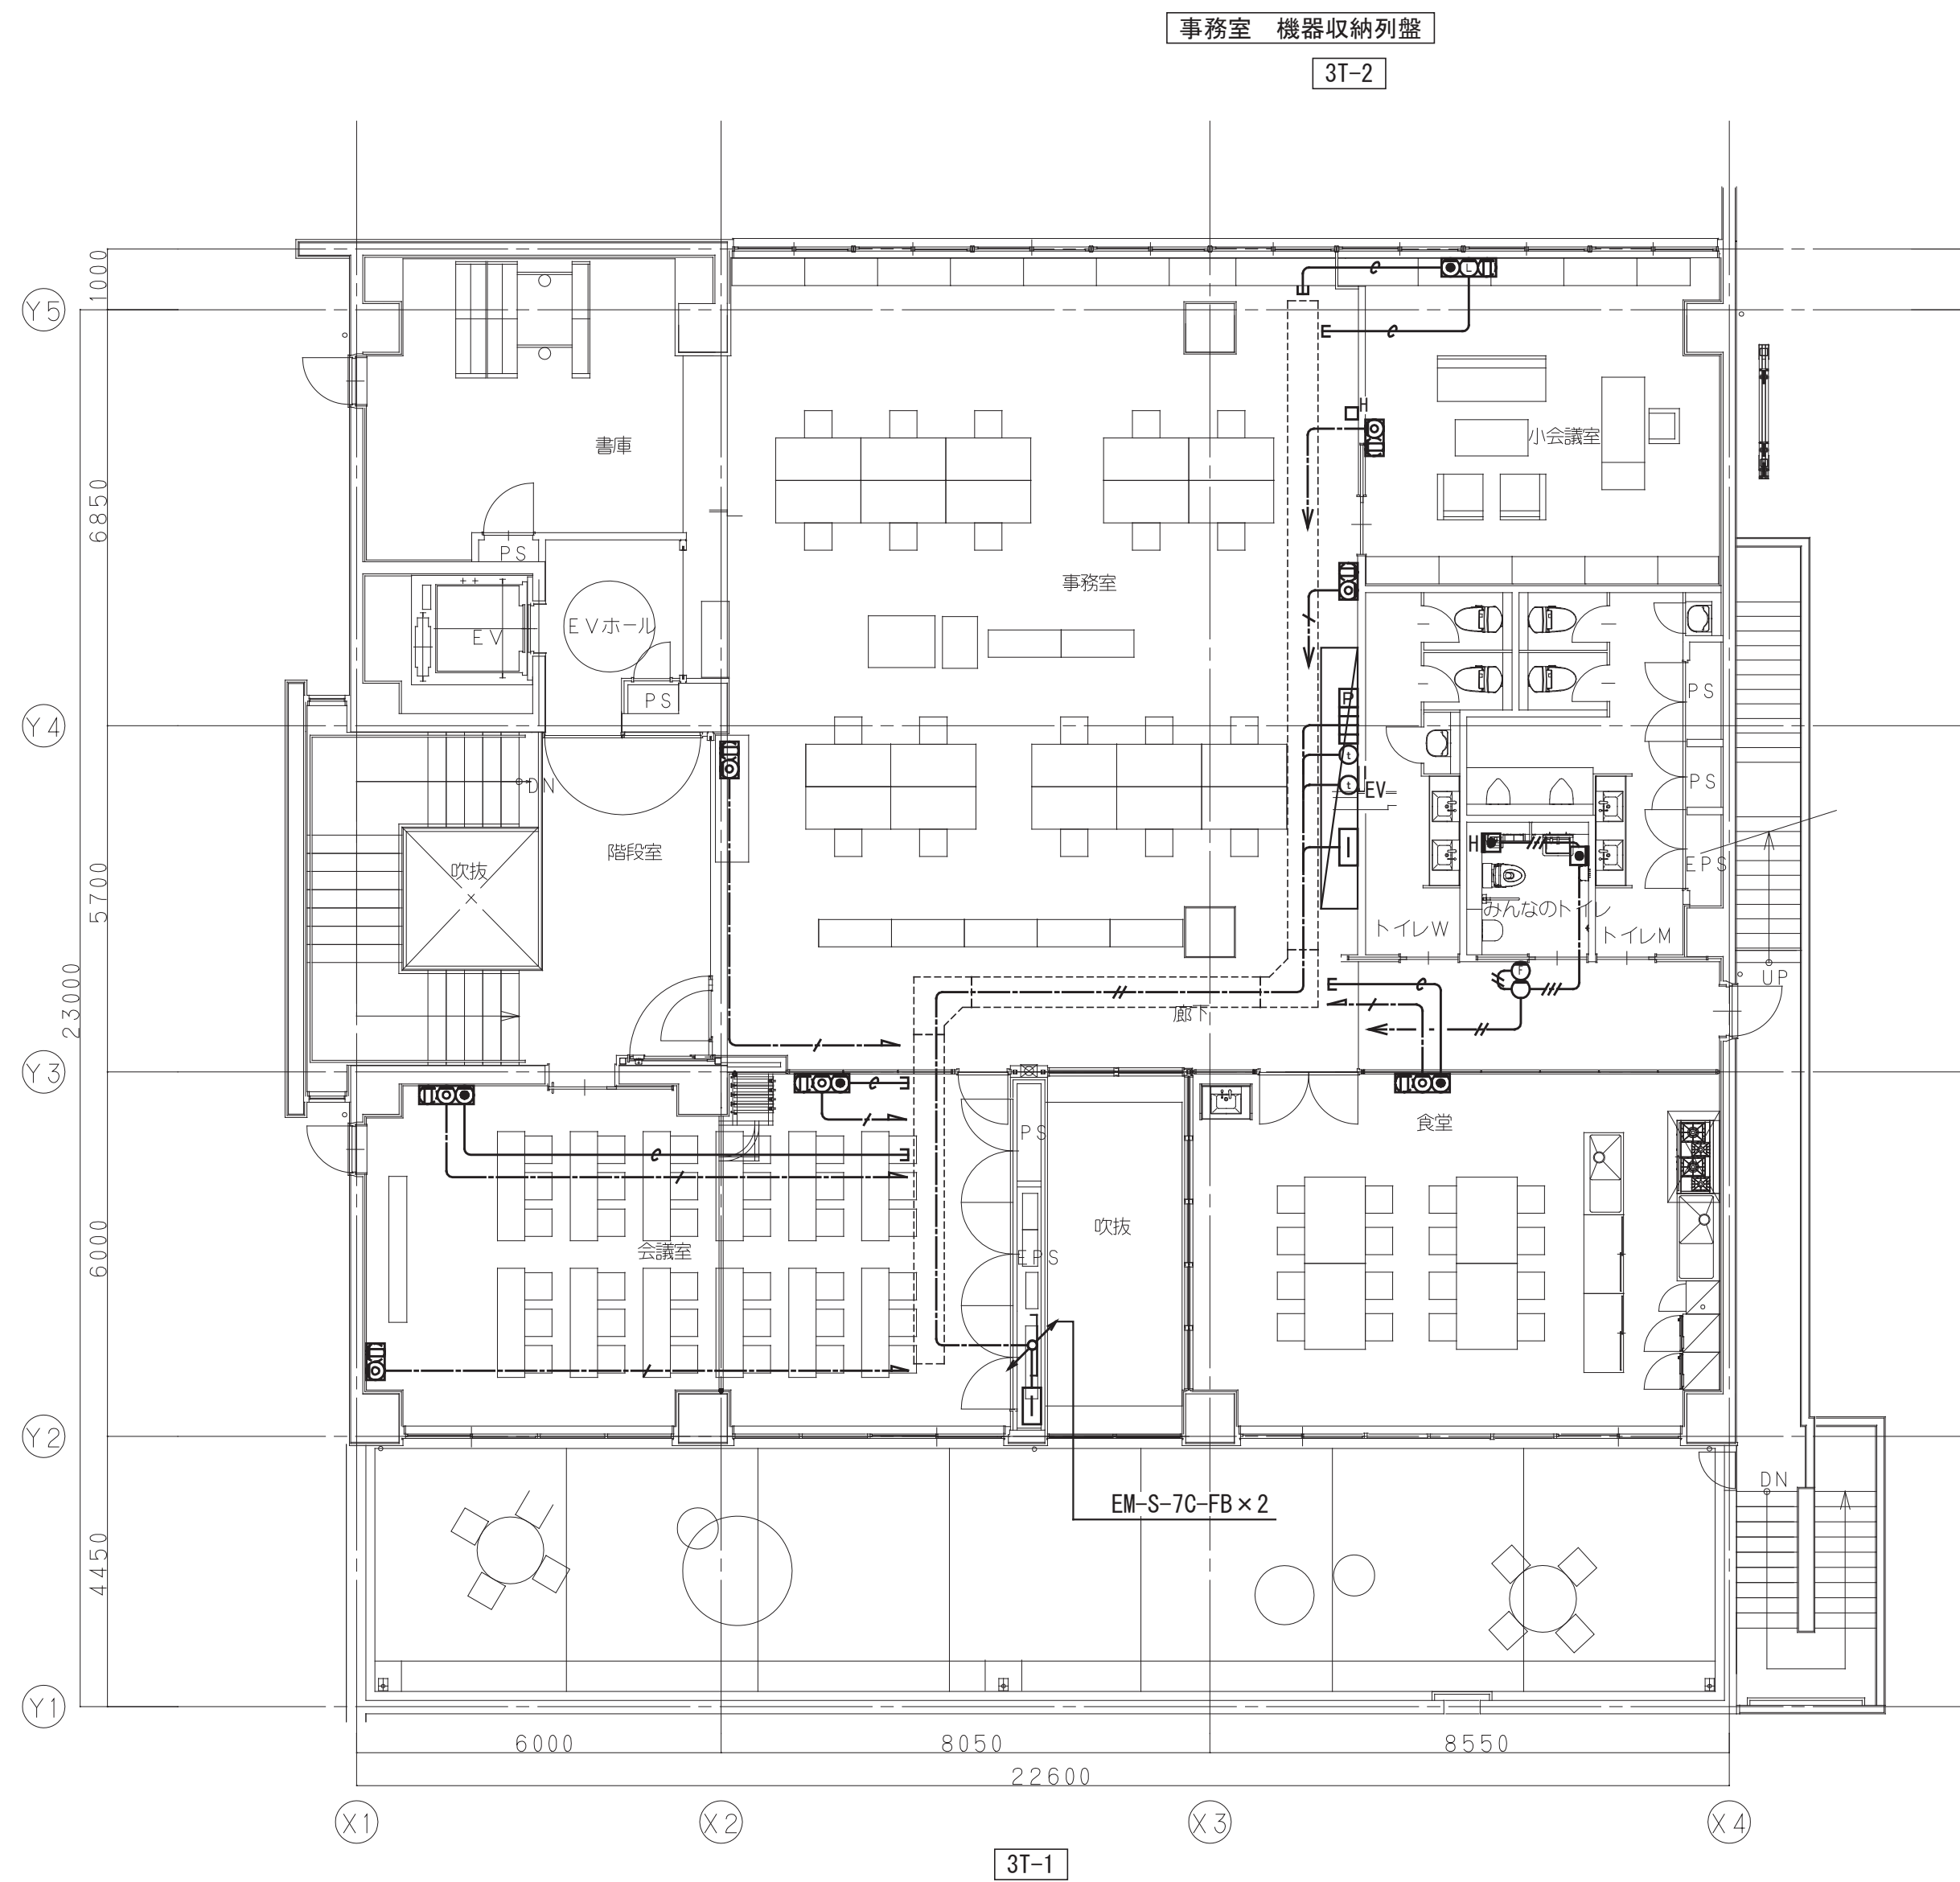 事務室　機器収納列盤
3T-2
1000
Y5
L
6850
H
書庫
小会議室
PS
事務室
EV
EVホール
PS
PS
P
Y4
t
t
EV
PS
DN
階段室
吹抜
H
EPS
5700
みんなのトイレ
トイレW
トイレM
F
UP
23000
廊下
Y3
食堂
PS
6000
会議室
吹抜
EPS
Y2
DN
EM-S-7C-FB×2
4450
Y1
6000
8050
8550
22600
X1
X2
X3
X4
3T-1